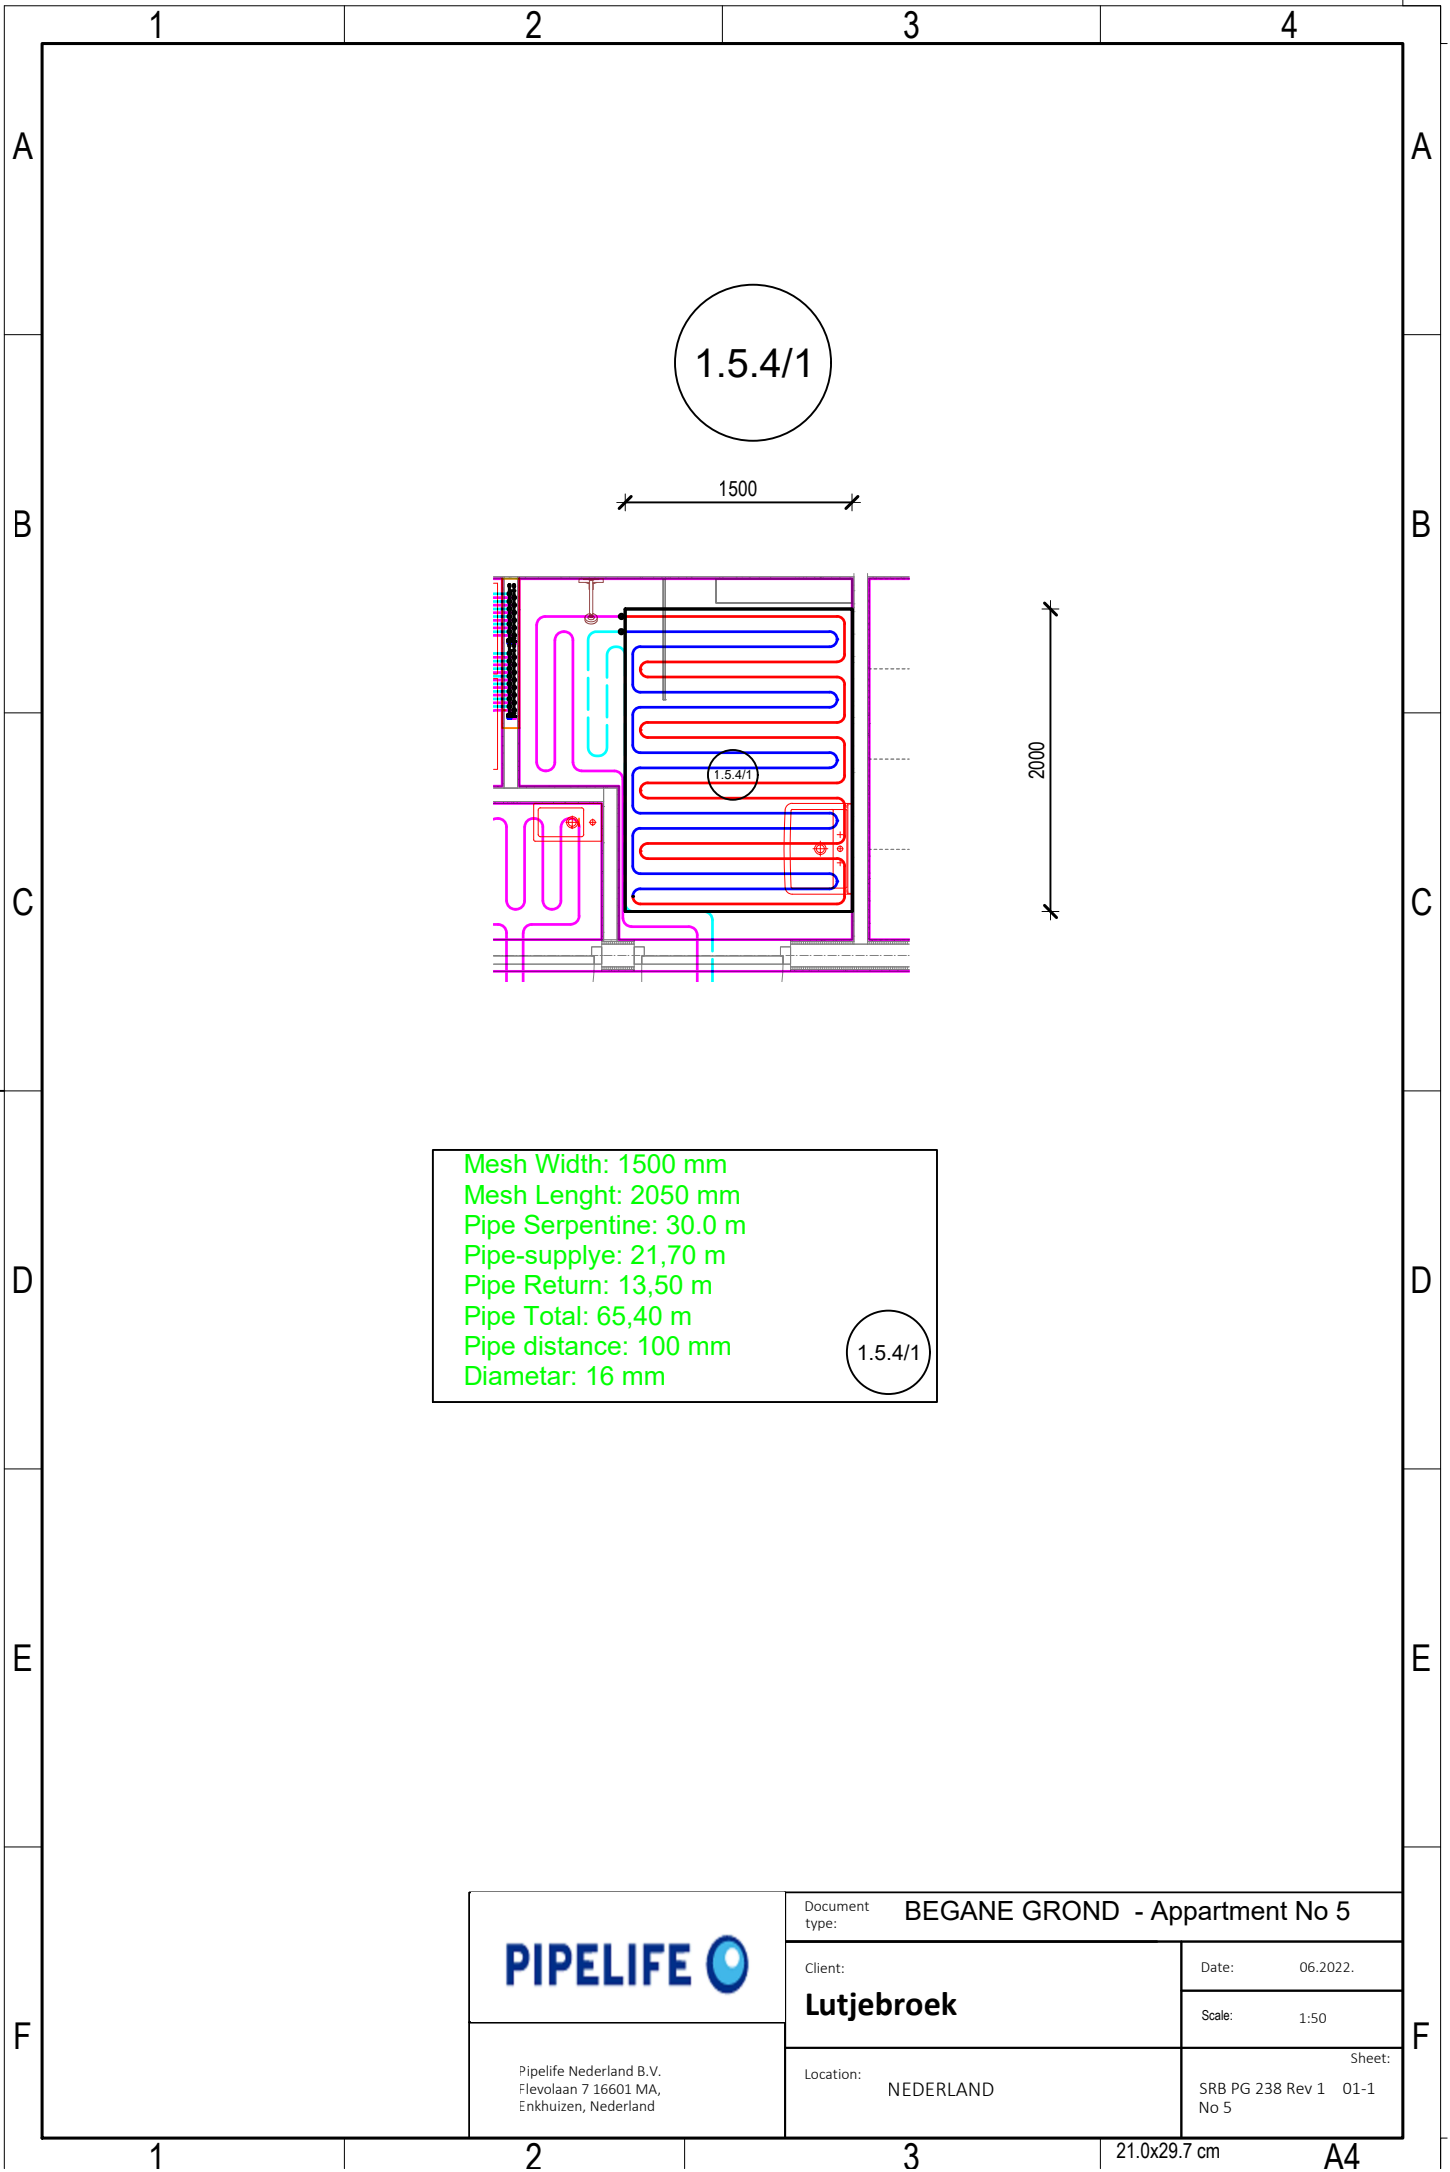 1 2 3 4
A A
1.5.4/1
1500
B B
2000
1.5.4/1
C C
Mesh Width: 1500 mm
Mesh Lenght: 2050 mm
Pipe Serpentine: 30.0 m
Pipe-supplye: 21,70 m
Pipe Return: 13,50 m
Pipe Total: 65,40 m
Pipe distance: 100 mm
Diametar: 16 mm
1.5.4/1
D D
E E
F F
PIPELIFE
Pipelife Nederland B.V.
Flevolaan 7 16601 MA,
Enkhuizen, Nederland
Document
type:
BEGANE GROND - Appartment No 5
Client:
Lutjebroek
Date: 06.2022.
Scale: 1:50
Location:
NEDERLAND
Sheet:
SRB PG 238 Rev 1 01-1
No 5
1 2 3 21.0x29.7 cm A4